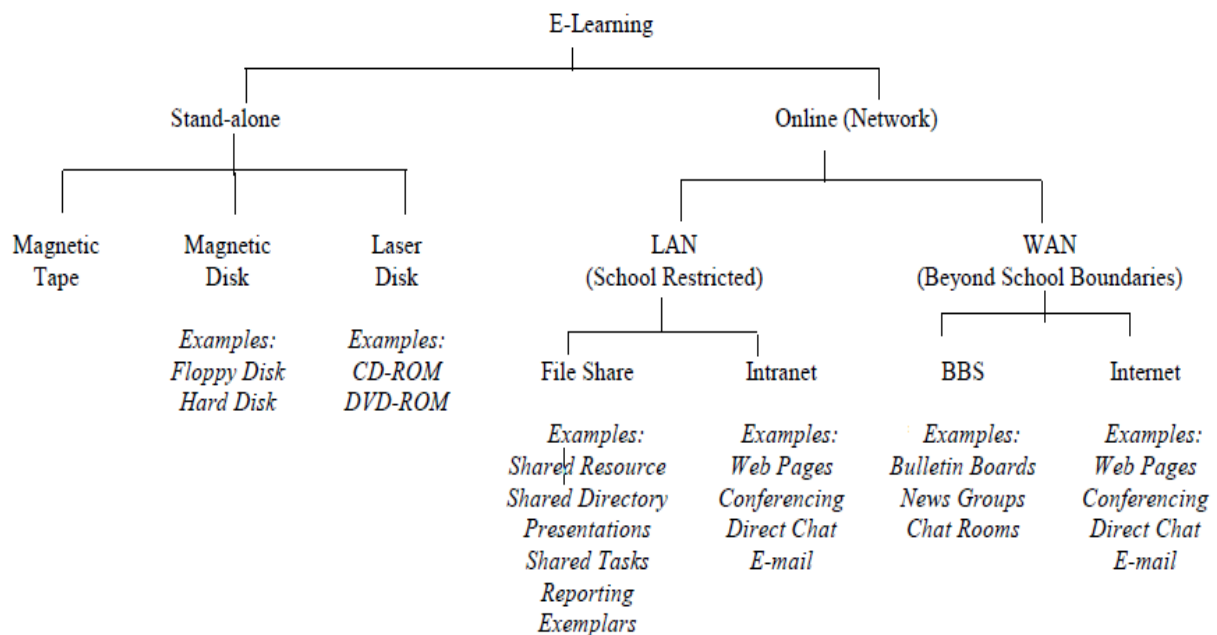 E-Learning
Stand-alone
Online (Network)
Magnetic
Tape
Magnetic
Disk
Examples:
Floppy Disk
Hard Disk
Laser
Disk
Examples:
CD-ROM
DVD-ROM
LAN
(School Restricted)
WAN
(Beyond School Boundaries)
File Share
Examples:
Shared Resource
Shared Directory
Presentations
Shared Tasks
Reporting
Exemplars
Intranet
Examples:
Web Pages
Conferencing
Direct Chat
E-mail
BBS
Examples:
Bulletin Boards
News Groups
Chat Rooms
Internet
Examples:
Web Pages
Conferencing
Direct Chat
E-mail